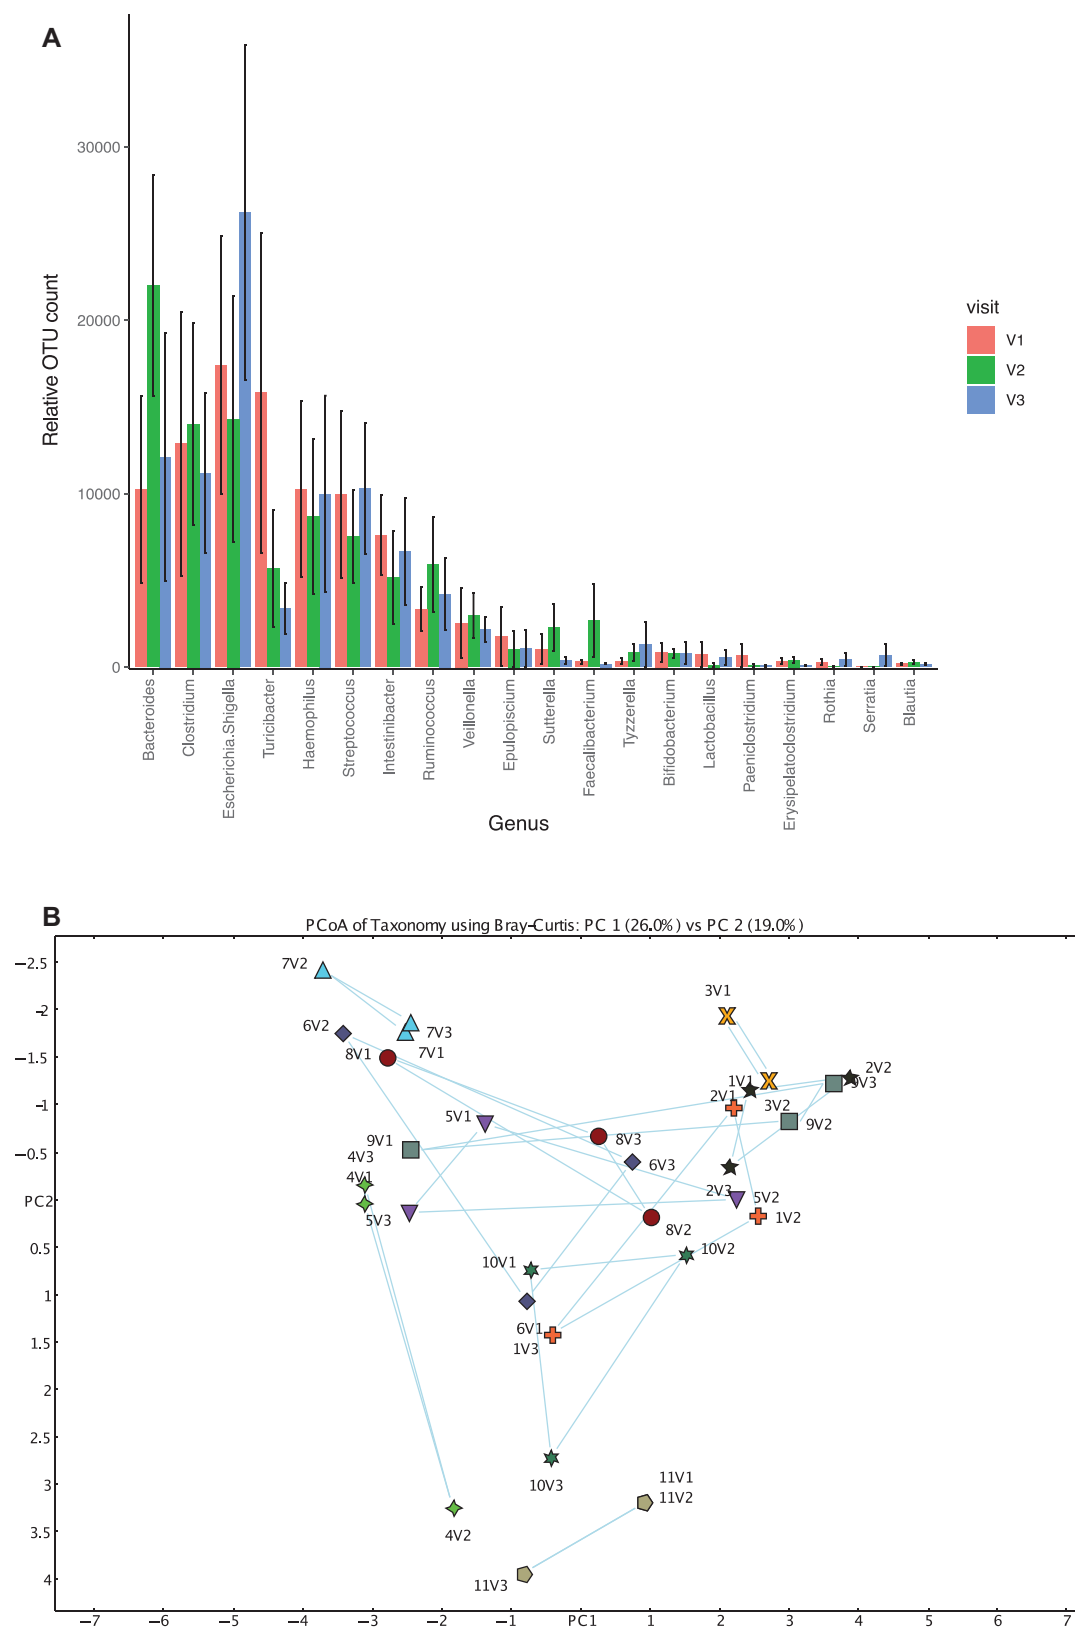 A
30000
20000
10000
0
Relative OTU count
Bacteroides
Clostridium
Escherichia.Shigella
Turicibacter
Haemophilus
Streptococcus
Intestinibacter
Ruminococcus
Veillonella
Epulopiscium
Sutterella
Faecalibacterium
Tyzzerella
Bifidobacterium
Lactobacillus
Paeniclostridium
Erysipelatoclostridium
Rothia
Serratia
Blautia
Genus
visit
V1
V2
V3
B
PCoA of Taxonomy using Bray-Curtis: PC 1 (26.0%) vs PC 2 (19.0%)
−2.5
−2
−1.5
−1
−0.5
PC2
0.5
1
1.5
2
2.5
3
3.5
4
7V2
7V3
7V1
6V2
8V1
3V1
2V2
9V3
1V1
2V1
3V2
9V2
5V1
8V3
9V1
4V3
6V3
4V1
2V3
5V2
5V3
1V2
8V2
10V2
10V1
6V1
1V3
10V3
11V1
11V2
4V2
11V3
−7 −6 −5 −4 −3 −2 −1 PC1 1 2 3 4 5 6 7